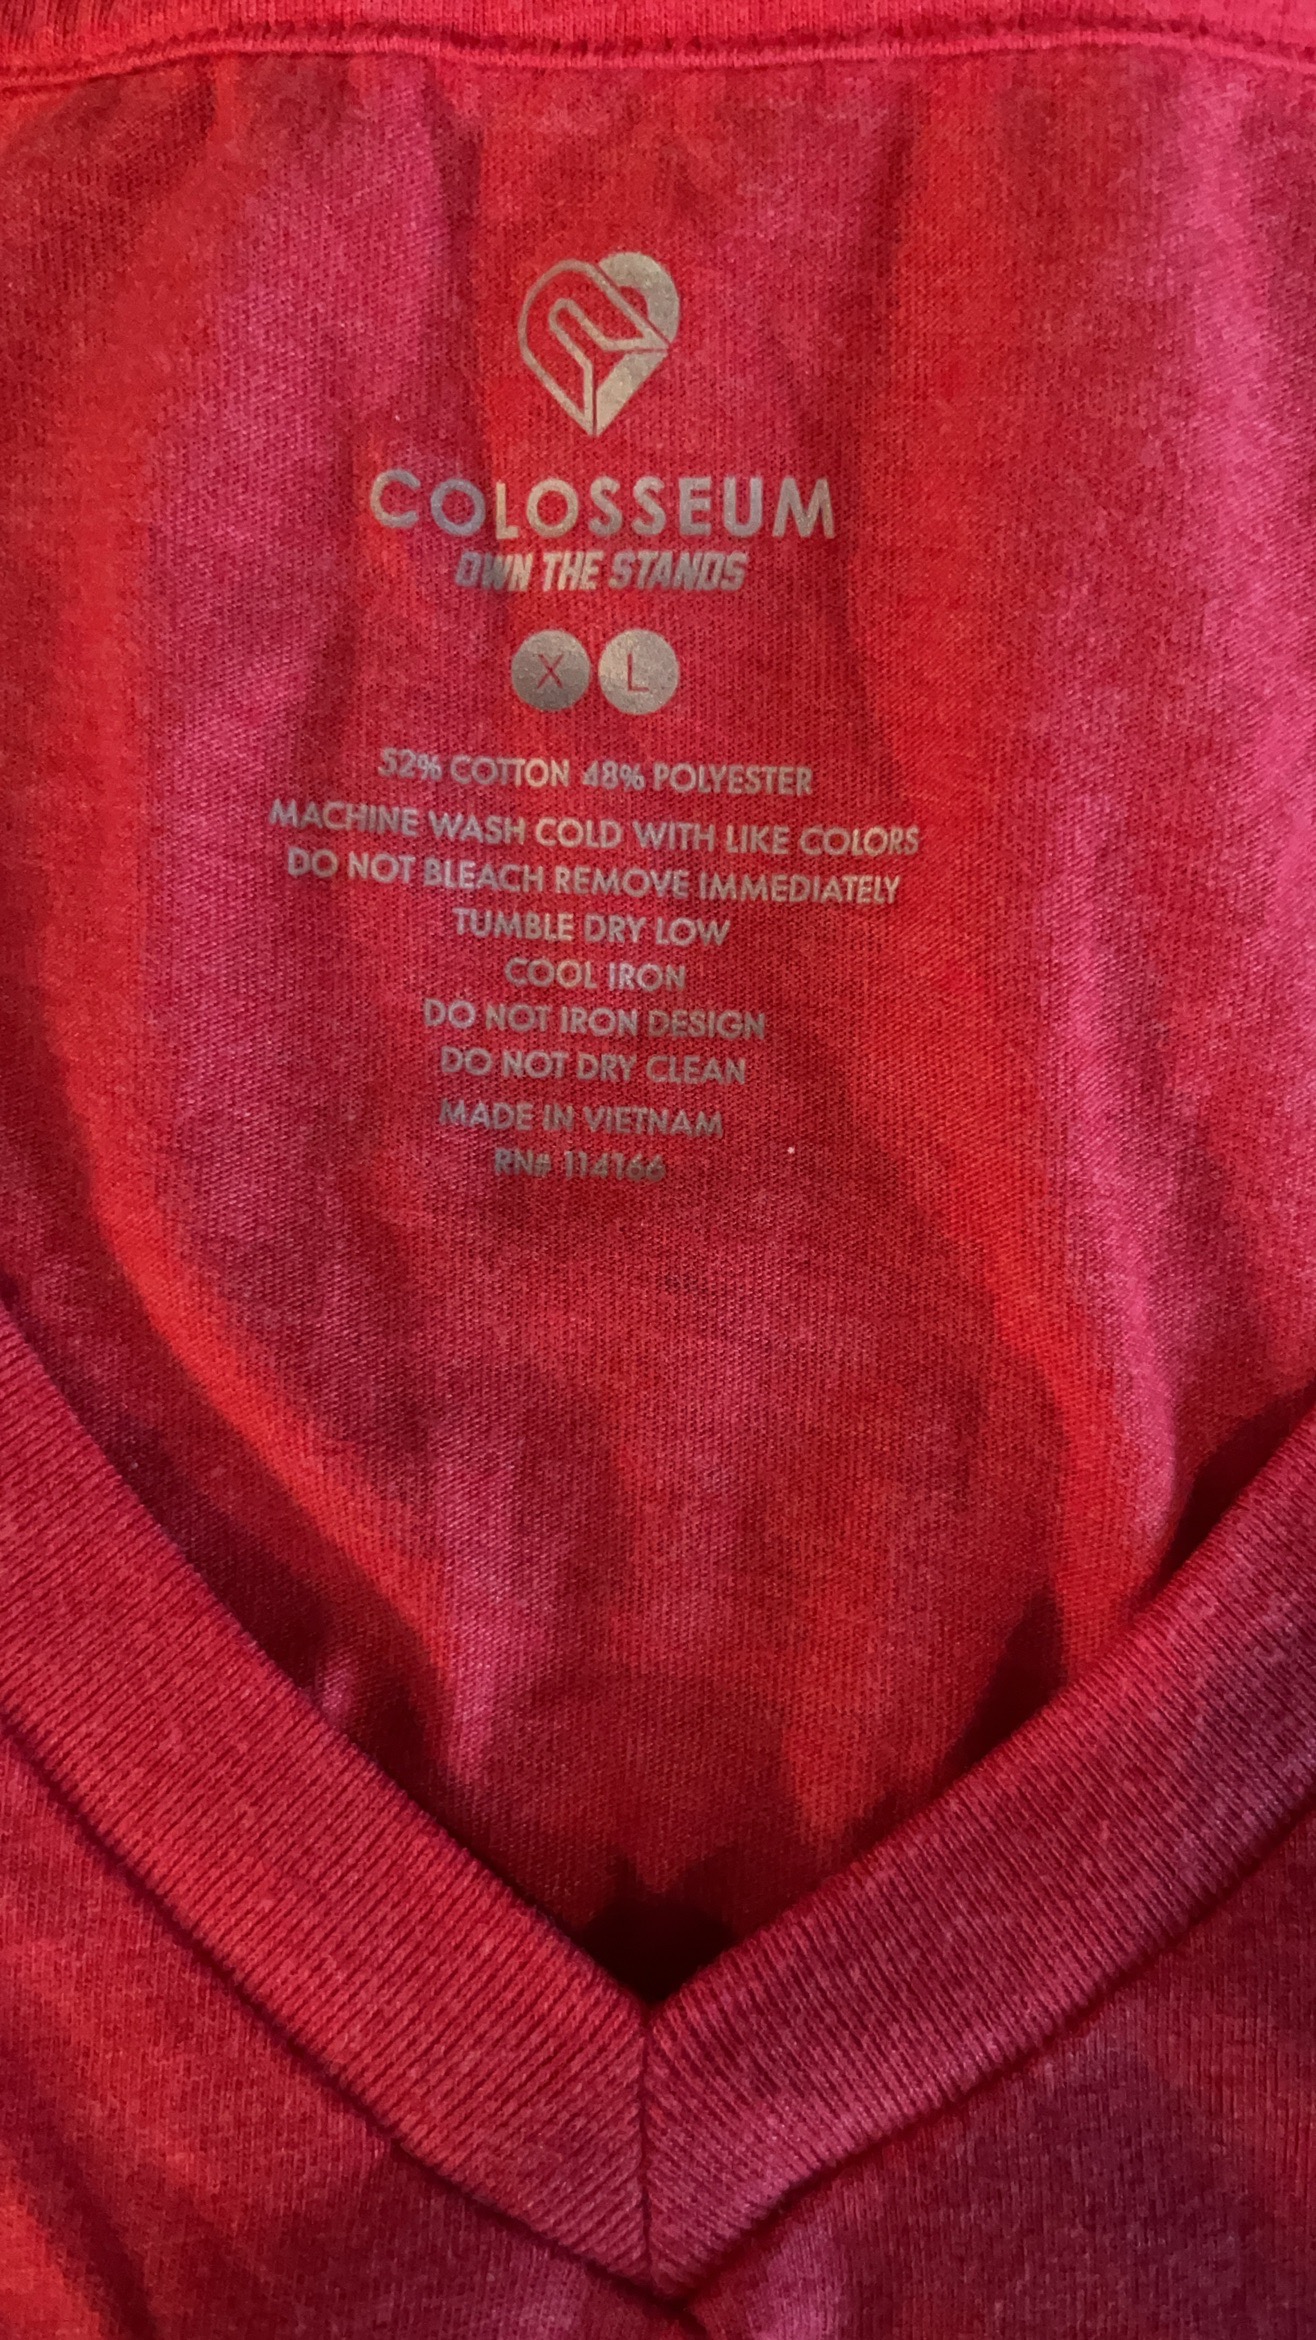 COLOSSEUM
OWN THE STANDS
X L
52% COTTON 48% POLYESTER
MACHINE WASH COLD WITH LIKE COLORS
DO NOT BLEACH REMOVE IMMEDIATELY
TUMBLE DRY LOW
COOL IRON
DO NOT IRON DESIGN
DO NOT DRY CLEAN
MADE IN VIETNAM
RN# 114166